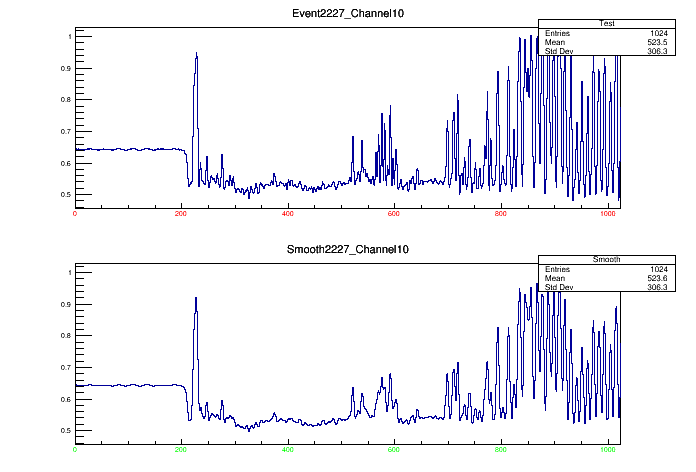 Event2227_Channel10
Test
Entries 1024
Mean 523.5
Std Dev 306.3
1
0.9
0.8
0.7
0.6
0.5
0 200 400 600 800 1000
Smooth2227_Channel10
Smooth
Entries 1024
Mean 523.6
Std Dev 306.3
1
0.9
0.8
0.7
0.6
0.5
0 200 400 600 800 1000